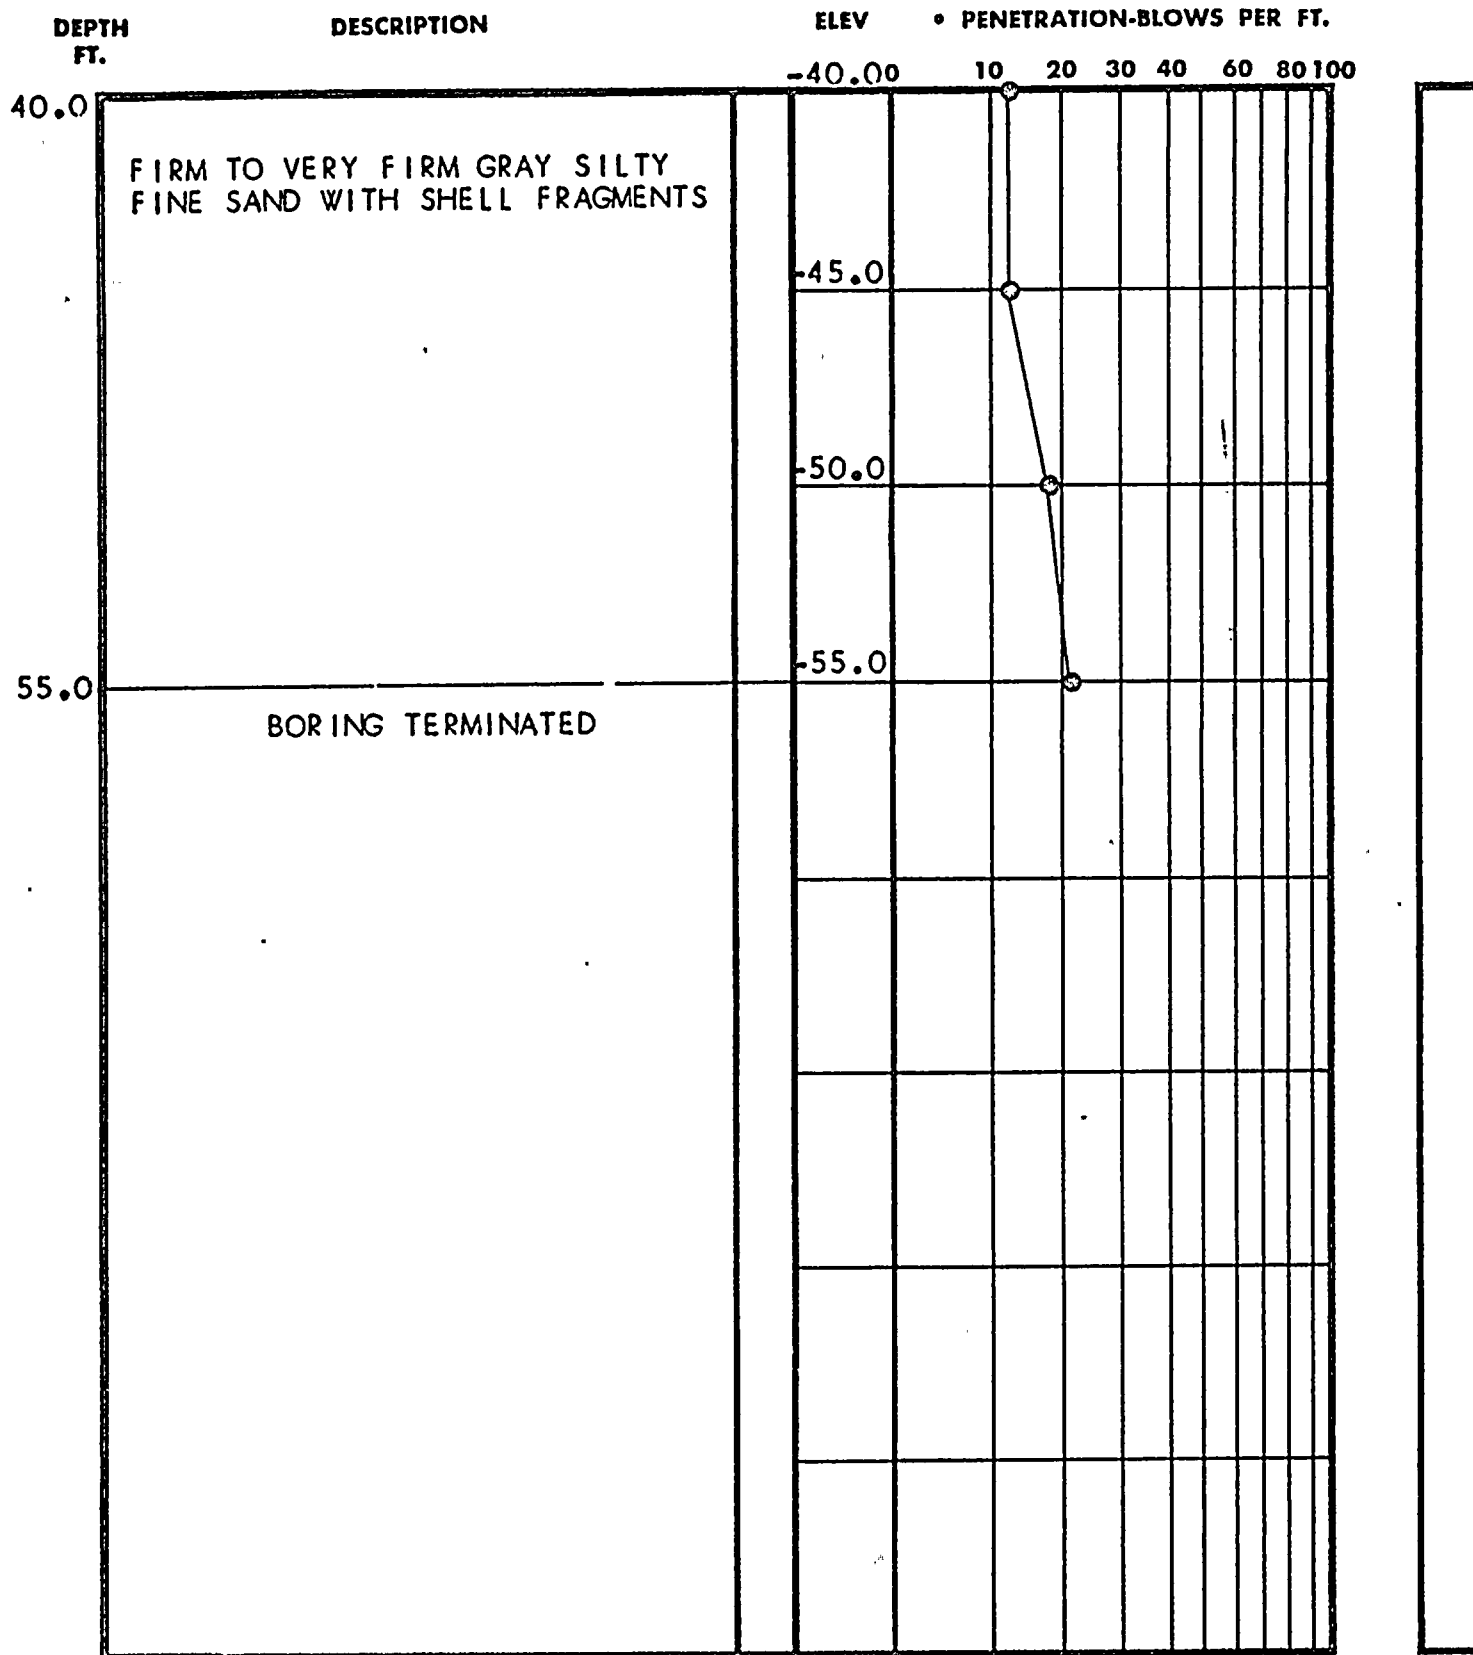 DEPTH FT.
DESCRIPTION
ELEV
• PENETRATION-BLOWS PER FT.
-40.0 0 10 20 30 40 60 80 100
40.0
FIRM TO VERY FIRM GRAY SILTY
FINE SAND WITH SHELL FRAGMENTS
-45.0
-50.0
-55.0
55.0
BORING TERMINATED